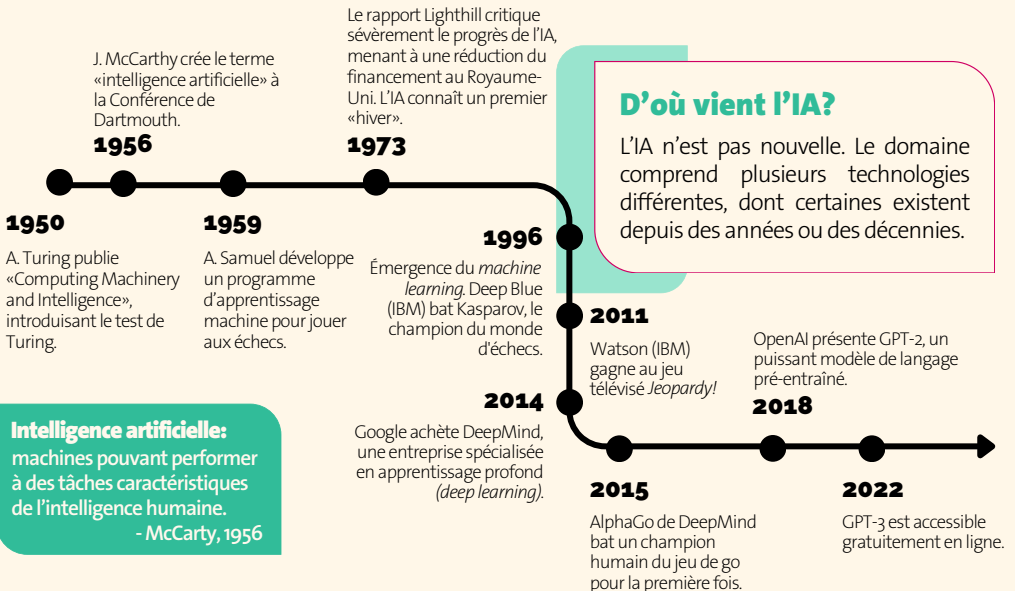 J. McCarthy crée le terme
«intelligence artificielle» à
la Conférence de
Dartmouth.
1956
Le rapport Lighthill critique
sévèrement le progrès de l'IA,
menant à une réduction du
financement au Royaume-
Uni. L'IA connaît un premier
«hiver».
1973
D'où vient l'IA?
L'IA n'est pas nouvelle. Le domaine
comprend plusieurs technologies
différentes, dont certaines existent
depuis des années ou des décennies.
1950
A. Turing publie
«Computing Machinery
and Intelligence»,
introduisant le test de
Turing.
1959
A. Samuel développe
un programme
d'apprentissage
machine pour jouer
aux échecs.
1996
Émergence du machine
learning. Deep Blue
(IBM) bat Kasparov, le
champion du monde
d'échecs.
2011
Watson (IBM)
gagne au jeu
télévisé Jeopardy!
2014
Google achète DeepMind,
une entreprise spécialisée
en apprentissage profond
(deep learning).
2015
AlphaGo de DeepMind
bat un champion
humain du jeu de go
pour la première fois.
OpenAI présente GPT-2, un
puissant modèle de langage
pré-entraîné.
2018
2022
GPT-3 est accessible
gratuitement en ligne.
Intelligence artificielle:
machines pouvant performer
à des tâches caractéristiques
de l'intelligence humaine.
- McCarty, 1956